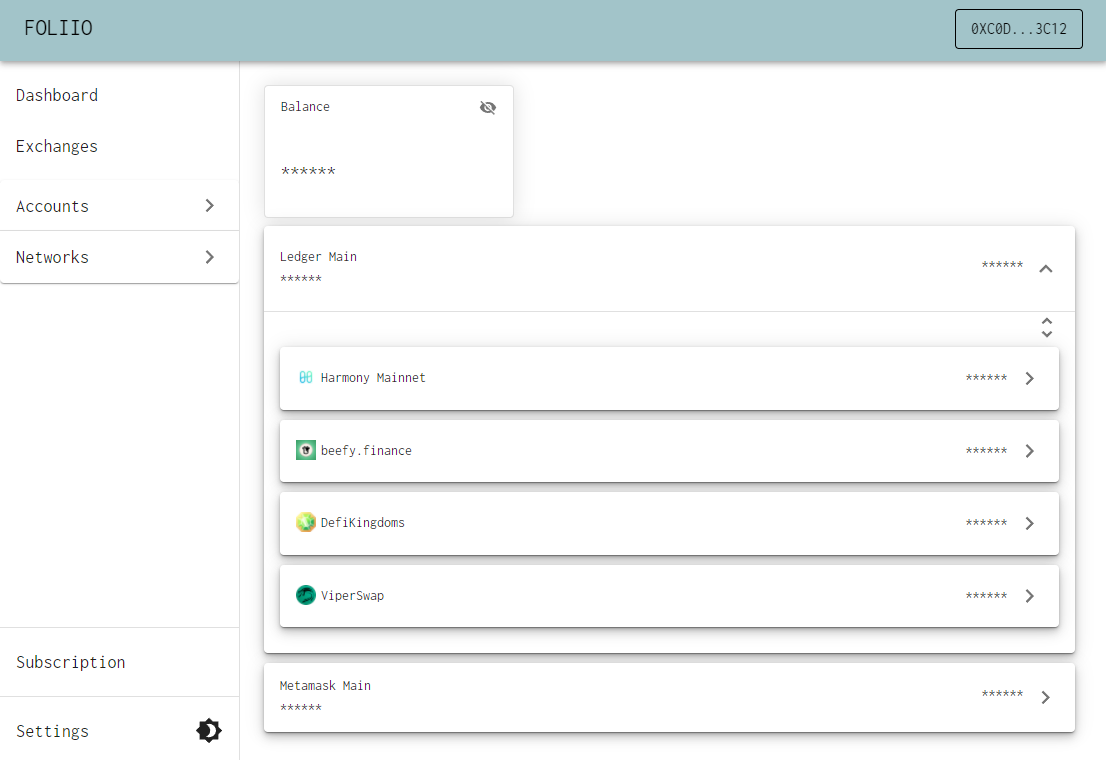 FOLIIO
0XC0D...3C12
Dashboard
Exchanges
Accounts
Networks
Subscription
Settings
Balance
******
Ledger Main
******
******
Harmony Mainnet
******
beefy.finance
******
DefiKingdoms
******
ViperSwap
******
Metamask Main
******
******